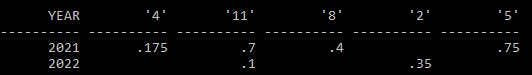 YEAR        '4'       '11'        '8'        '2'        '5'
---------- ---------- ---------- ---------- ---------- ----------
      2021       .175         .7         .4                   .75
      2022                    .1                   .35